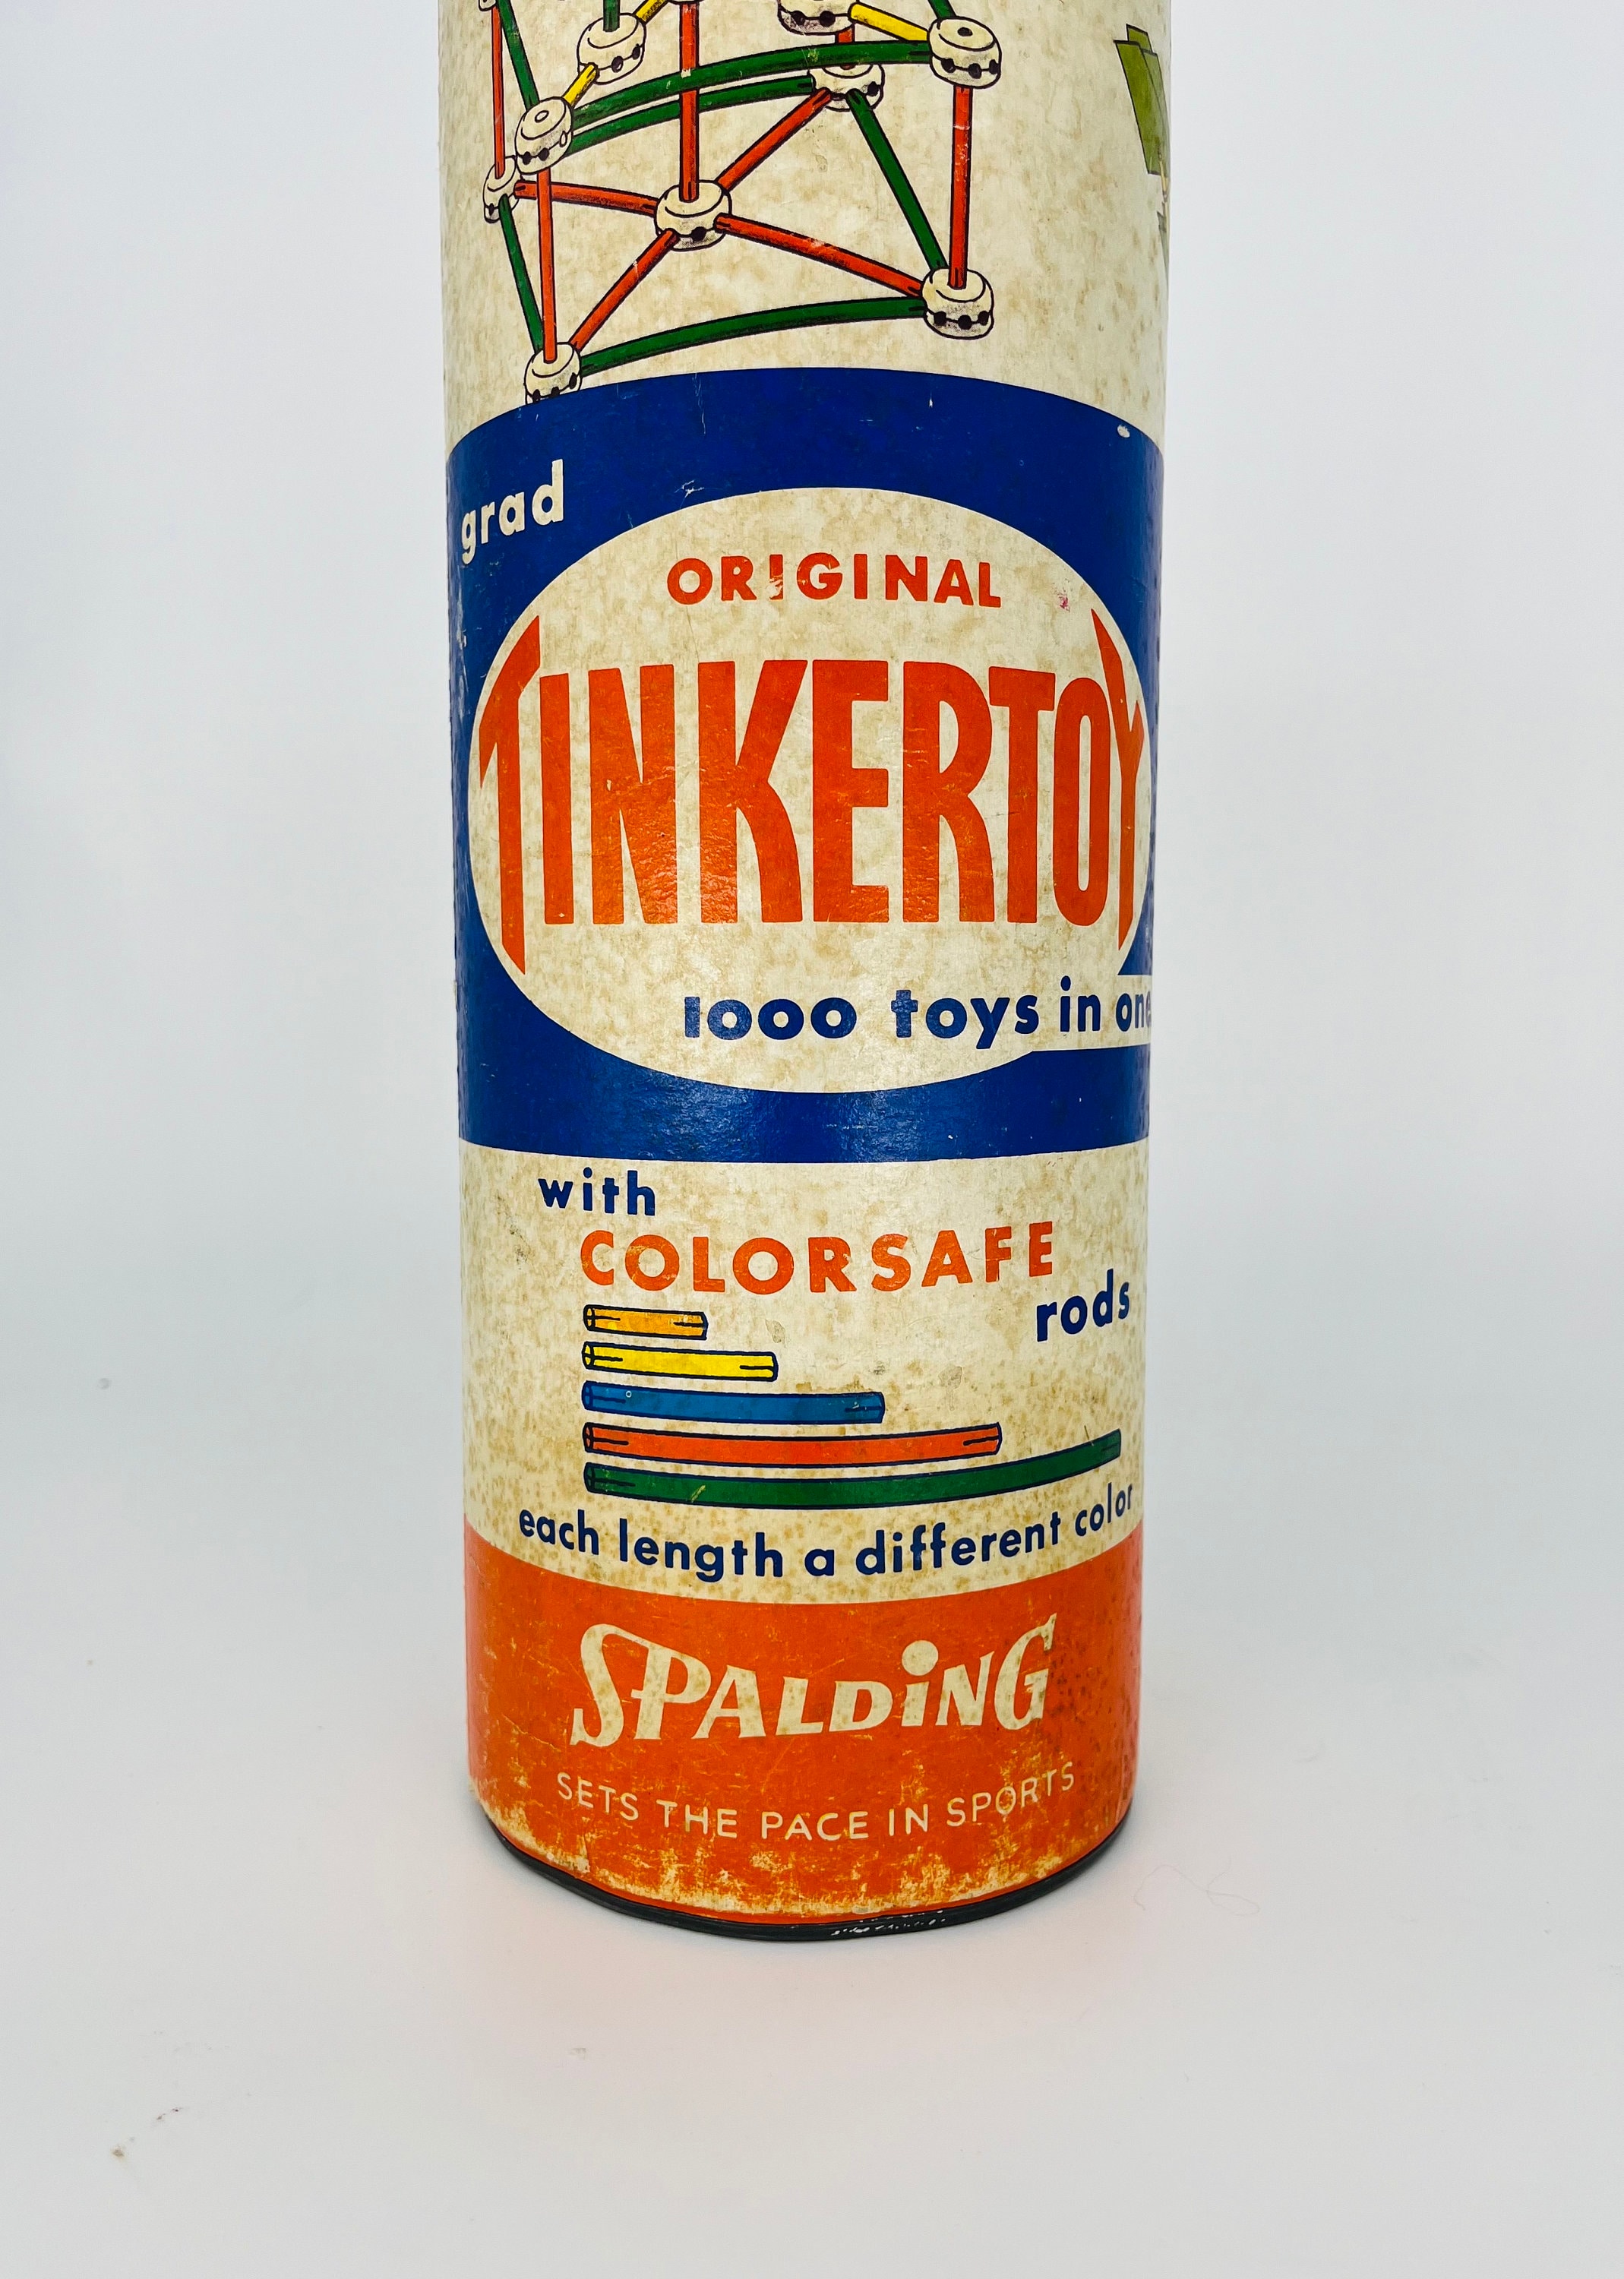 grad
ORIGINAL
TINKERTOY
1000 toys in one
with
COLORSAFE
rods
each length a different color
SPALDING
SETS THE PACE IN SPORTS